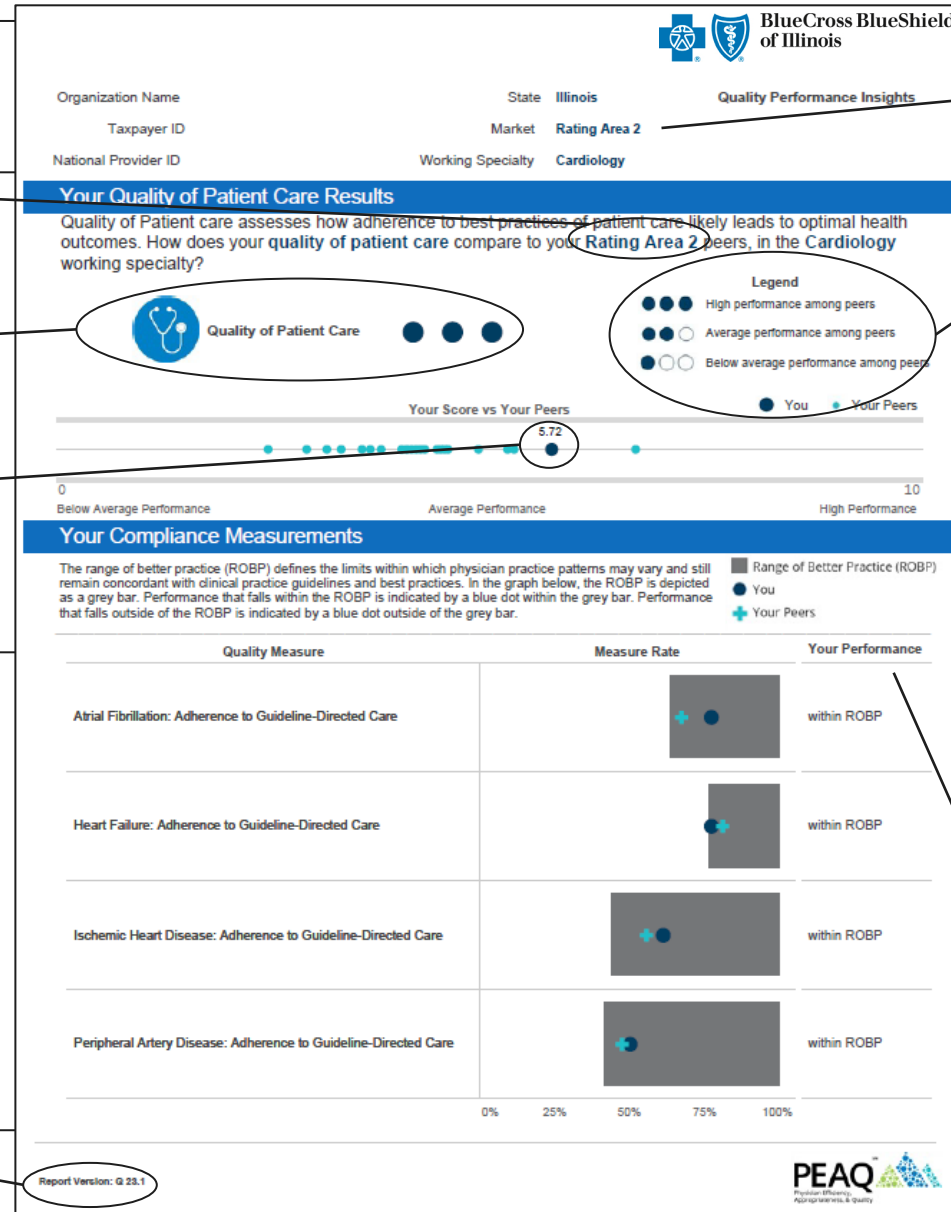 BlueCross BlueShield
of Illinois
Organization Name
State Illinois
Quality Performance Insights
Taxpayer ID
Market Rating Area 2
National Provider ID
Working Specialty Cardiology
Your Quality of Patient Care Results
Quality of Patient care assesses how adherence to best practices of patient care likely leads to optimal health
outcomes. How does your quality of patient care compare to your Rating Area 2 peers, in the Cardiology
working specialty?
Legend
High performance among peers
Quality of Patient Care
Average performance among peers
Below average performance among peers
Your Score vs Your Peers
You
Your Peers
5.72
0
10
Below Average Performance
Average Performance
High Performance
Your Compliance Measurements
The range of better practice (ROBP) defines the limits within which physician practice patterns may vary and still
remain concordant with clinical practice guidelines and best practices. In the graph below, the ROBP is depicted
as a grey bar. Performance that falls within the ROBP is indicated by a blue dot within the grey bar. Performance
that falls outside of the ROBP is indicated by a blue dot outside of the grey bar.
Range of Better Practice (ROBP)
You
Your Peers
Quality Measure
Measure Rate
Your Performance
Atrial Fibrillation: Adherence to Guideline-Directed Care
within ROBP
Heart Failure: Adherence to Guideline-Directed Care
within ROBP
Ischemic Heart Disease: Adherence to Guideline-Directed Care
within ROBP
Peripheral Artery Disease: Adherence to Guideline-Directed Care
within ROBP
0% 25% 50% 75% 100%
Report Version: Q 23.1
PEAQ
Physician Efficiency,
Appropriateness, & Quality